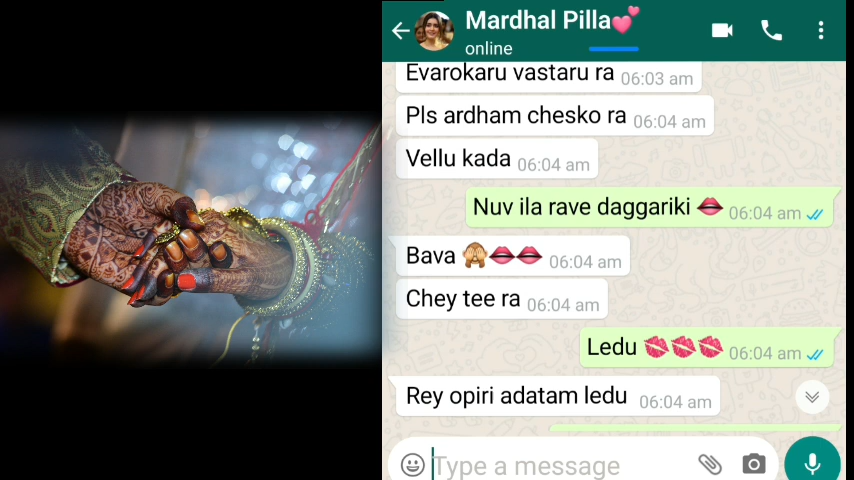 Mardhal Pilla💕
online
Evarokaru vastaru ra 06:03 am
Pls ardham chesko ra 06:04 am
Vellu kada 06:04 am
Nuv ila rave daggariki 👄 06:04 am
Bava 🙈👄👄 06:04 am
Chey tee ra 06:04 am
Ledu 💋💋💋 06:04 am
Rey opiri adatam ledu 06:04 am
Type a message